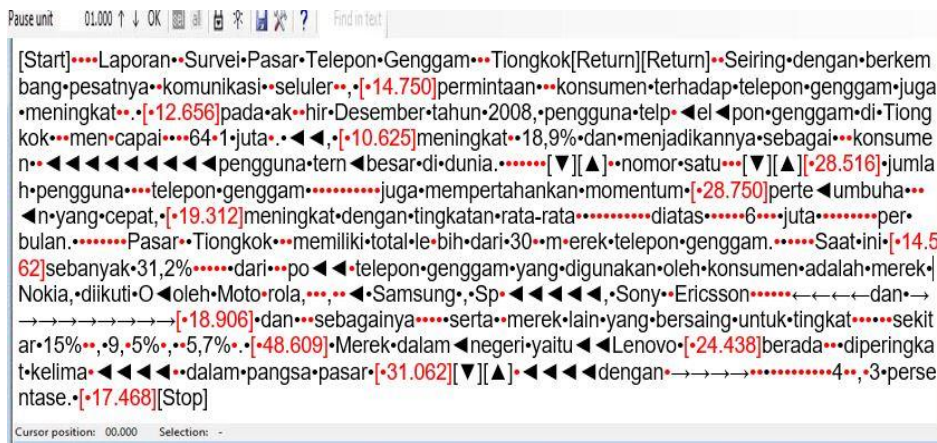 Pause unit 01.000 ↑ ↓ OK sel all ? Find in text
[Start]••••Laporan••Survei•Pasar•Telepon•Genggam•••Tiongkok[Return][Return]••Seiring•dengan•berkem
bang•pesatnya••komunikasi••seluler••,•[•14.750]permintaan•••konsumen•terhadap•telepon•genggam•juga
•meningkat••.•[•12.656]pada•ak••hir•Desember•tahun•2008,•pengguna•telp•◄el◄pon•genggam•di•Tiong
kok•••men•capai••••64•1•juta•.•◄◄,•[•10.625]meningkat••18,9%•dan•menjadikannya•sebagai•••konsume
n••◄◄◄◄◄◄◄◄◄pengguna•tern◄besar•di•dunia.•••••••[▼][▲]••nomor•satu•••[▼][▲][•28.516]•jumla
h•pengguna••••telepon•genggam•••••••••••juga•mempertahankan•momentum•[•28.750]perte◄umbuha•••
◄n•yang•cepat,•[•19.312]meningkat•dengan•tingkatan•rata-rata•••••••••••diatas••••••6••••juta•••••••••per•
bulan.••••••••Pasar••Tiongkok•••memiliki•total•le•bih•dari•30••m•erek•telepon•genggam.••••••Saat•ini•[•14.5
62]sebanyak•31,2%••••••dari•••po◄◄•telepon•genggam•yang•digunakan•oleh•konsumen•adalah•merek•
Nokia,•diikuti•O◄oleh•Moto•rola,•••,••◄•Samsung•,•Sp•◄◄◄◄◄,•Sony••Ericsson••••••←←←←dan•→
→→→→→→→→→[•18.906]•dan•••sebagainya•••••serta••merek•lain•yang•bersaing•untuk•tingkat••••••sekit
ar•15%••,•9,•5%•,••5,7%•.•[•48.609]•Merek•dalam◄negeri•yaitu◄◄Lenovo•[•24.438]berada•••diperingka
t•kelima•◄◄◄◄••dalam•pangsa•pasar•[•31.062][▼][▲]•◄◄◄◄dengan•→→→→•••••••••••••4••,•3•perse
ntase.•[•17.468][Stop]
Cursor position: 00.000 Selection: -